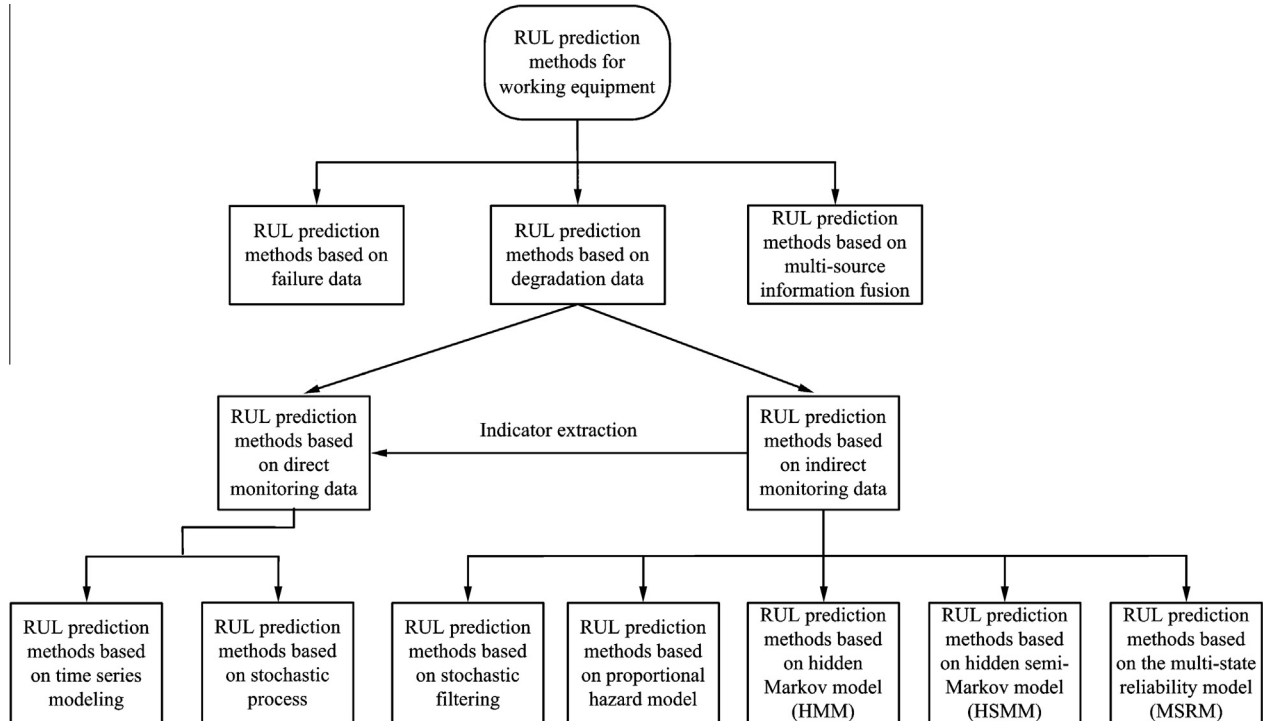 RUL prediction
methods for
working equipment
RUL prediction
methods based on
failure data
RUL prediction
methods based on
degradation data
RUL prediction
methods based on
multi-source
information fusion
RUL prediction
methods based
on direct
monitoring data
Indicator extraction
RUL prediction
methods based
on indirect
monitoring data
RUL prediction
methods based on
on time series
modeling
RUL prediction
methods based
on stochastic
process
RUL prediction
methods based
on stochastic
filtering
RUL prediction
methods based
on proportional
hazard model
RUL prediction
methods based
on hidden
Markov model
(HMM)
RUL prediction
methods based
on hidden semi-
Markov model
(HSMM)
RUL prediction
methods based
on the multi-state
reliability model
(MSRM)